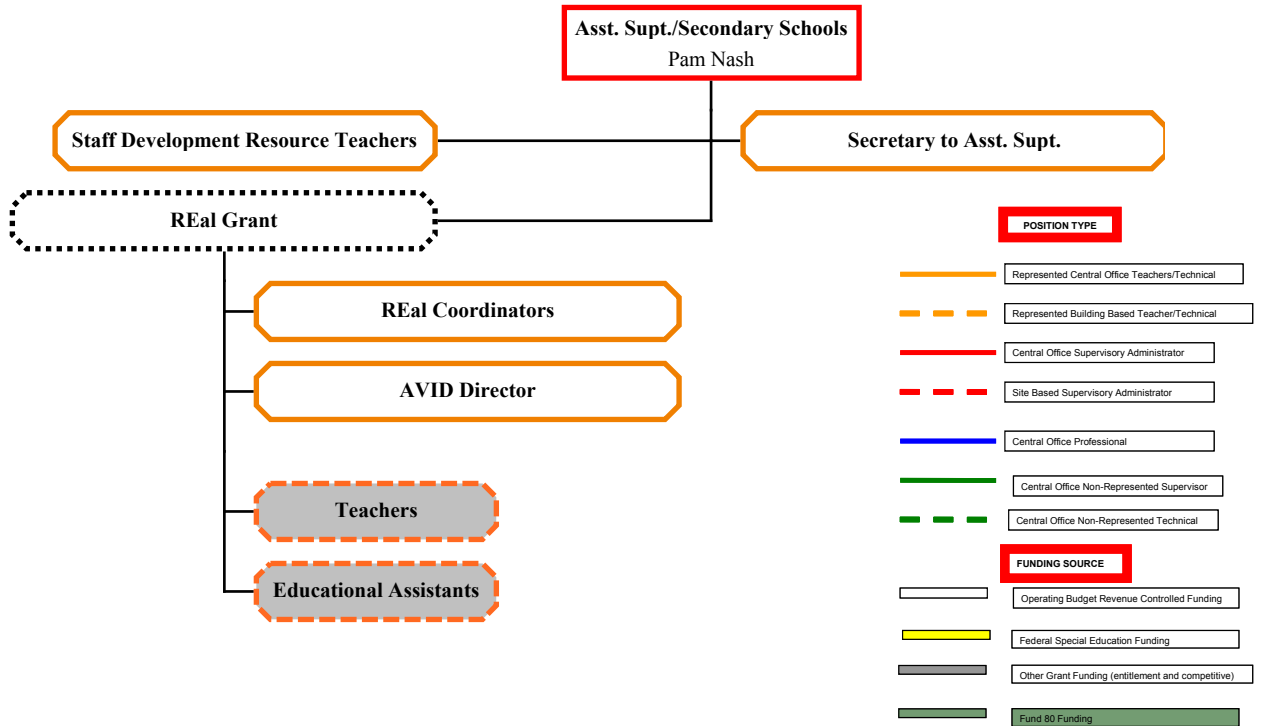 Asst. Supt./Secondary Schools
Pam Nash
Staff Development Resource Teachers
Secretary to Asst. Supt.
REal Grant
REal Coordinators
AVID Director
Teachers
Educational Assistants
POSITION TYPE
Represented Central Office Teachers/Technical
Represented Building Based Teacher/Technical
Central Office Supervisory Administrator
Site Based Supervisory Administrator
Central Office Professional
Central Office Non-Represented Supervisor
Central Office Non-Represented Technical
FUNDING SOURCE
Operating Budget Revenue Controlled Funding
Federal Special Education Funding
Other Grant Funding (entitlement and competitive)
Fund 80 Funding